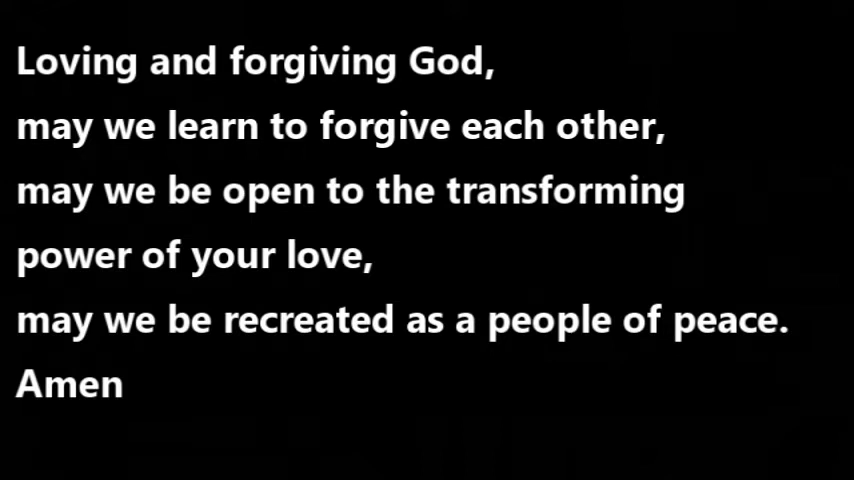 Loving and forgiving God,
may we learn to forgive each other,
may we be open to the transforming
power of your love,
may we be recreated as a people of peace.
Amen